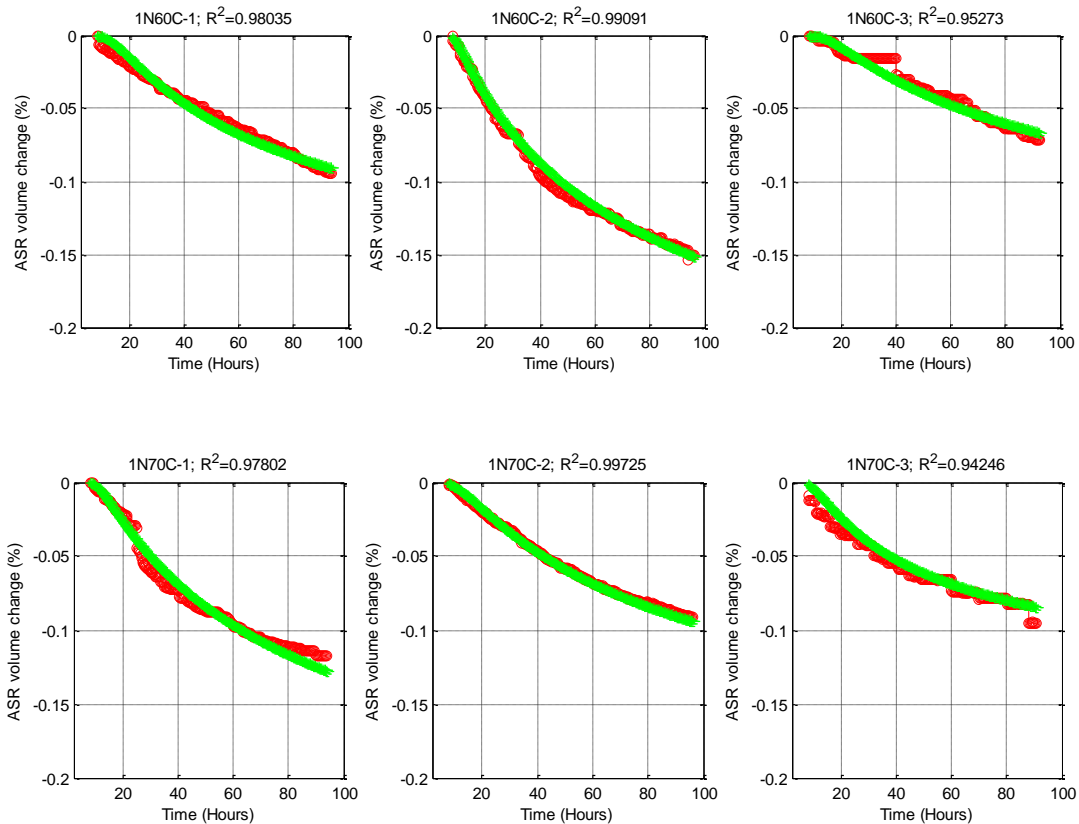 1N60C-1; R²=0.98035
0
-0.05
-0.1
-0.15
-0.2
ASR volume change (%)
20 40 60 80 100
Time (Hours)
1N60C-2; R²=0.99091
0
-0.05
-0.1
-0.15
-0.2
ASR volume change (%)
20 40 60 80 100
Time (Hours)
1N60C-3; R²=0.95273
0
-0.05
-0.1
-0.15
-0.2
ASR volume change (%)
20 40 60 80 100
Time (Hours)
1N70C-1; R²=0.97802
0
-0.05
-0.1
-0.15
-0.2
ASR volume change (%)
20 40 60 80 100
Time (Hours)
1N70C-2; R²=0.99725
0
-0.05
-0.1
-0.15
-0.2
ASR volume change (%)
20 40 60 80 100
Time (Hours)
1N70C-3; R²=0.94246
0
-0.05
-0.1
-0.15
-0.2
ASR volume change (%)
20 40 60 80 100
Time (Hours)